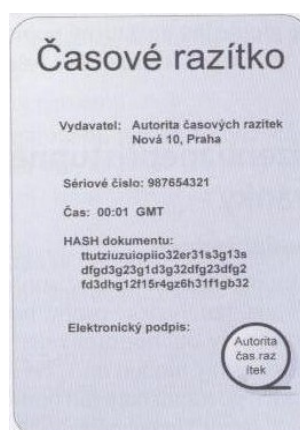 Časové razítko
Vydavatel: Autorita časových razítek
Nová 10, Praha
Sériové číslo: 987654321
Čas: 00:01 GMT
HASH dokumentu:
ttutziuzuiopiio32er31s3g13s
dfgd3g23g1d3g32dfg23dfg2
fd3dhg12f15r4gz6h31f1gb32
Elektronický podpis:
Autorita
čas.raz
ítek